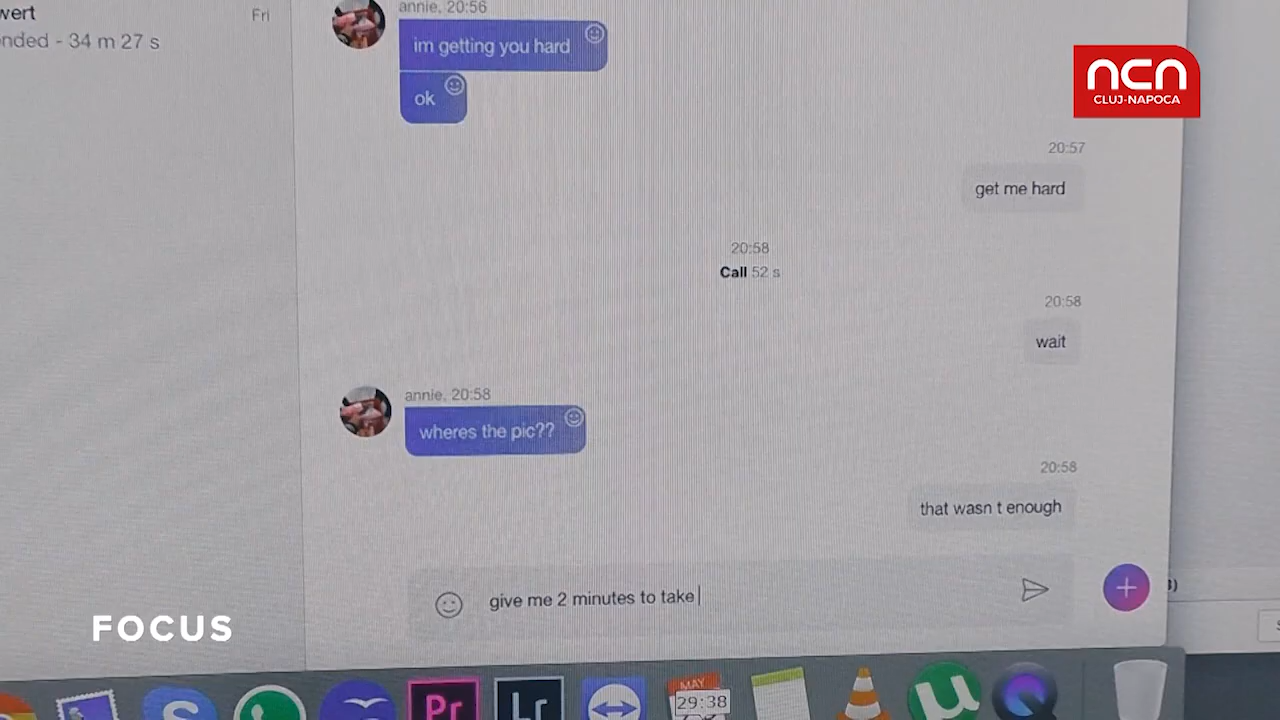 wert
Fri
nded - 34 m 27 s
annie, 20:56
im getting you hard
ok
ncn
CLUJ-NAPOCA
20:57
get me hard
20:58
Call 52 s
20:58
wait
annie, 20:58
wheres the pic??
20:58
that wasn t enough
give me 2 minutes to take
FOCUS
Pr
Lr
MAY
29:38